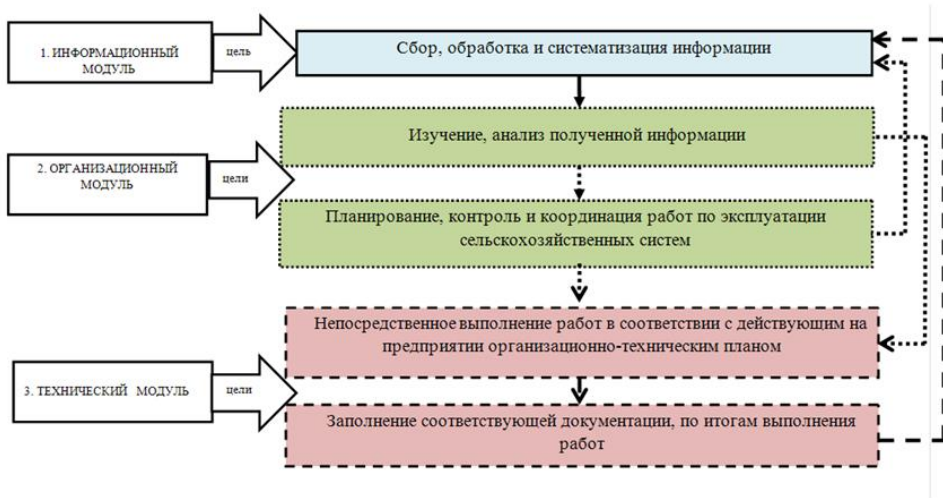 1. ИНФОРМАЦИОННЫЙ
МОДУЛЬ
цель
Сбор, обработка и систематизация информации
Изучение, анализ полученной информации
2. ОРГАНИЗАЦИОННЫЙ
МОДУЛЬ
цели
Планирование, контроль и координация работ по эксплуатации
сельскохозяйственных систем
Непосредственное выполнение работ в соответствии с действующим на
предприятии организационно-техническим планом
3. ТЕХНИЧЕСКИЙ МОДУЛЬ
цели
Заполнение соответствующей документации, по итогам выполнения
работ